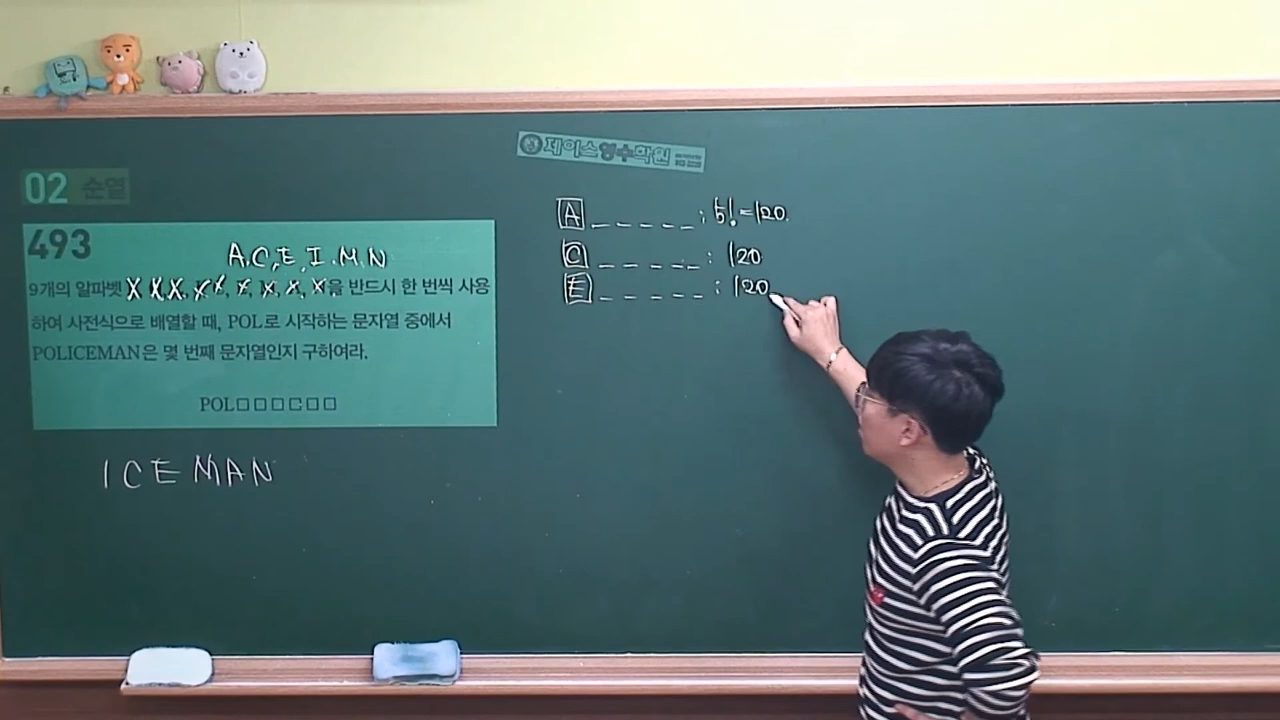 제이스영수학원
02 순열
493
A.C,E,I.M.N
9개의 알파벳 X X X, X X, X, X, X, X을 반드시 한 번씩 사용
하여 사전식으로 배열할 때, POL로 시작하는 문자열 중에서
POLICEMAN은 몇 번째 문자열인지 구하여라.
POL□□□□□□
ICEMAN
A _ _ _ _ _ : 5! = 120.
C _ _ _ _ _ : 120
E _ _ _ _ _ : 120